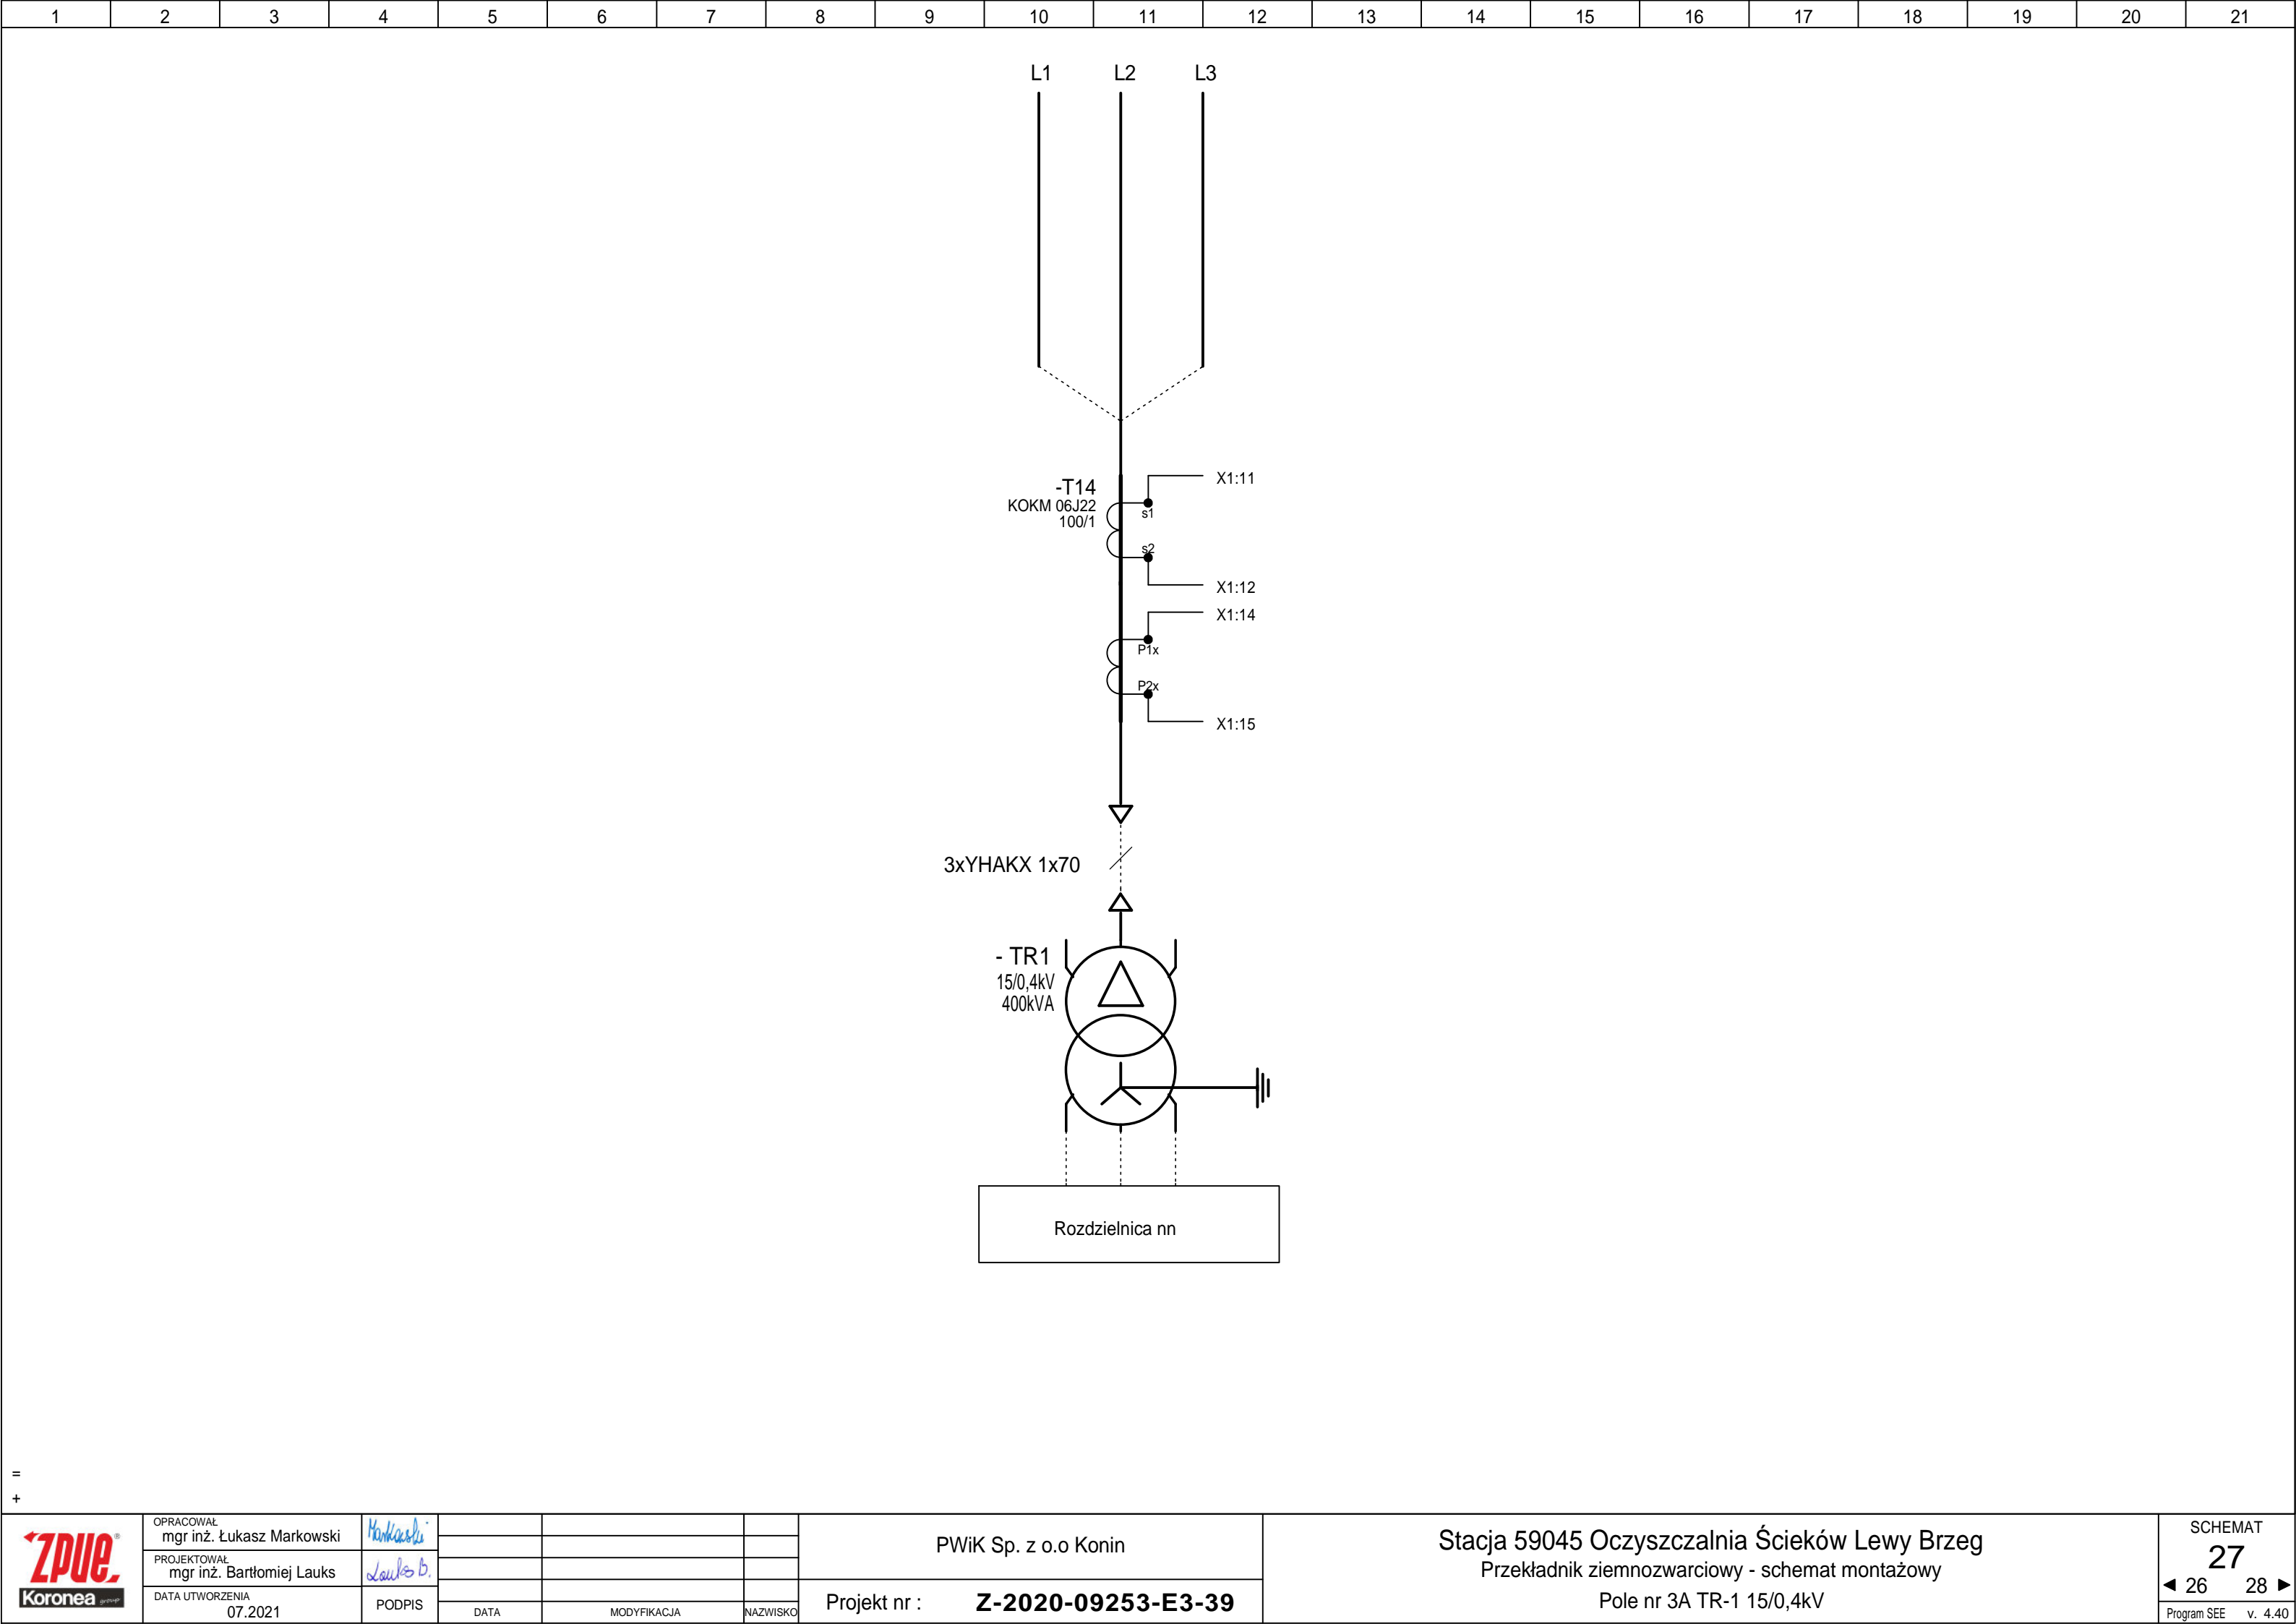 1 2 3 4 5 6 7 8 9 10 11 12 13 14 15 16 17 18 19 20 21
L1 L2 L3
-T14
KOKM 06J22
100/1
X1:11
s1
s2
X1:12
X1:14
P1x
P2x
X1:15
3xYHAKX 1x70
- TR1
15/0,4kV
400kVA
Rozdzielnica nn
=
+
ZPUE®
Koronea group
OPRACOWAŁ
mgr inż. Łukasz Markowski
Markowski
PROJEKTOWAŁ
mgr inż. Bartłomiej Lauks
Lauks B.
DATA UTWORZENIA
07.2021
PODPIS
DATA
MODYFIKACJA
NAZWISKO
PWiK Sp. z o.o Konin
Projekt nr : Z-2020-09253-E3-39
Stacja 59045 Oczyszczalnia Ścieków Lewy Brzeg
Przekładnik ziemnozwarciowy - schemat montażowy
Pole nr 3A TR-1 15/0,4kV
SCHEMAT
27
◄ 26 28 ►
Program SEE v. 4.40